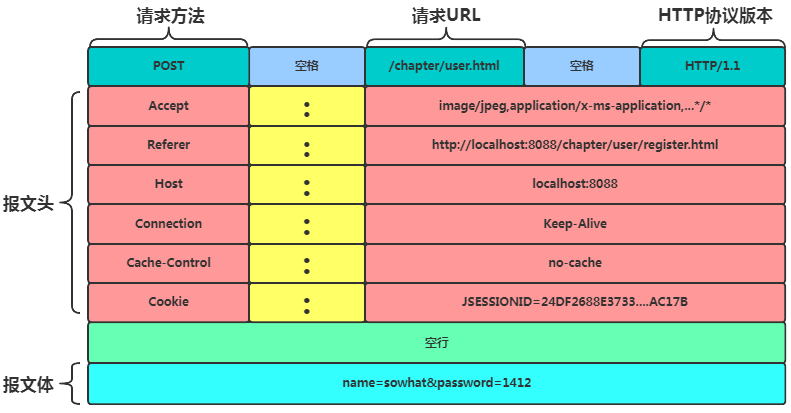 请求方法 请求URL HTTP协议版本
POST 空格 /chapter/user.html 空格 HTTP/1.1
Accept : image/jpeg,application/x-ms-application,...*/*
Referer : http://localhost:8088/chapter/user/register.html
Host : localhost:8088
报文头
Connection : Keep-Alive
Cache-Control : no-cache
Cookie : JSESSIONID=24DF2688E3733....AC17B
空行
报文体 name=sowhat&password=1412